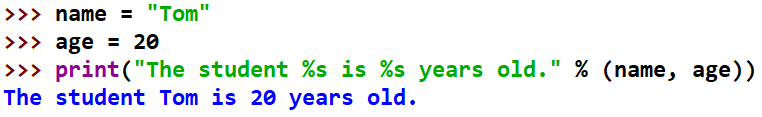 >>> name = "Tom"
>>> age = 20
>>> print("The student %s is %s years old." % (name, age))
The student Tom is 20 years old.